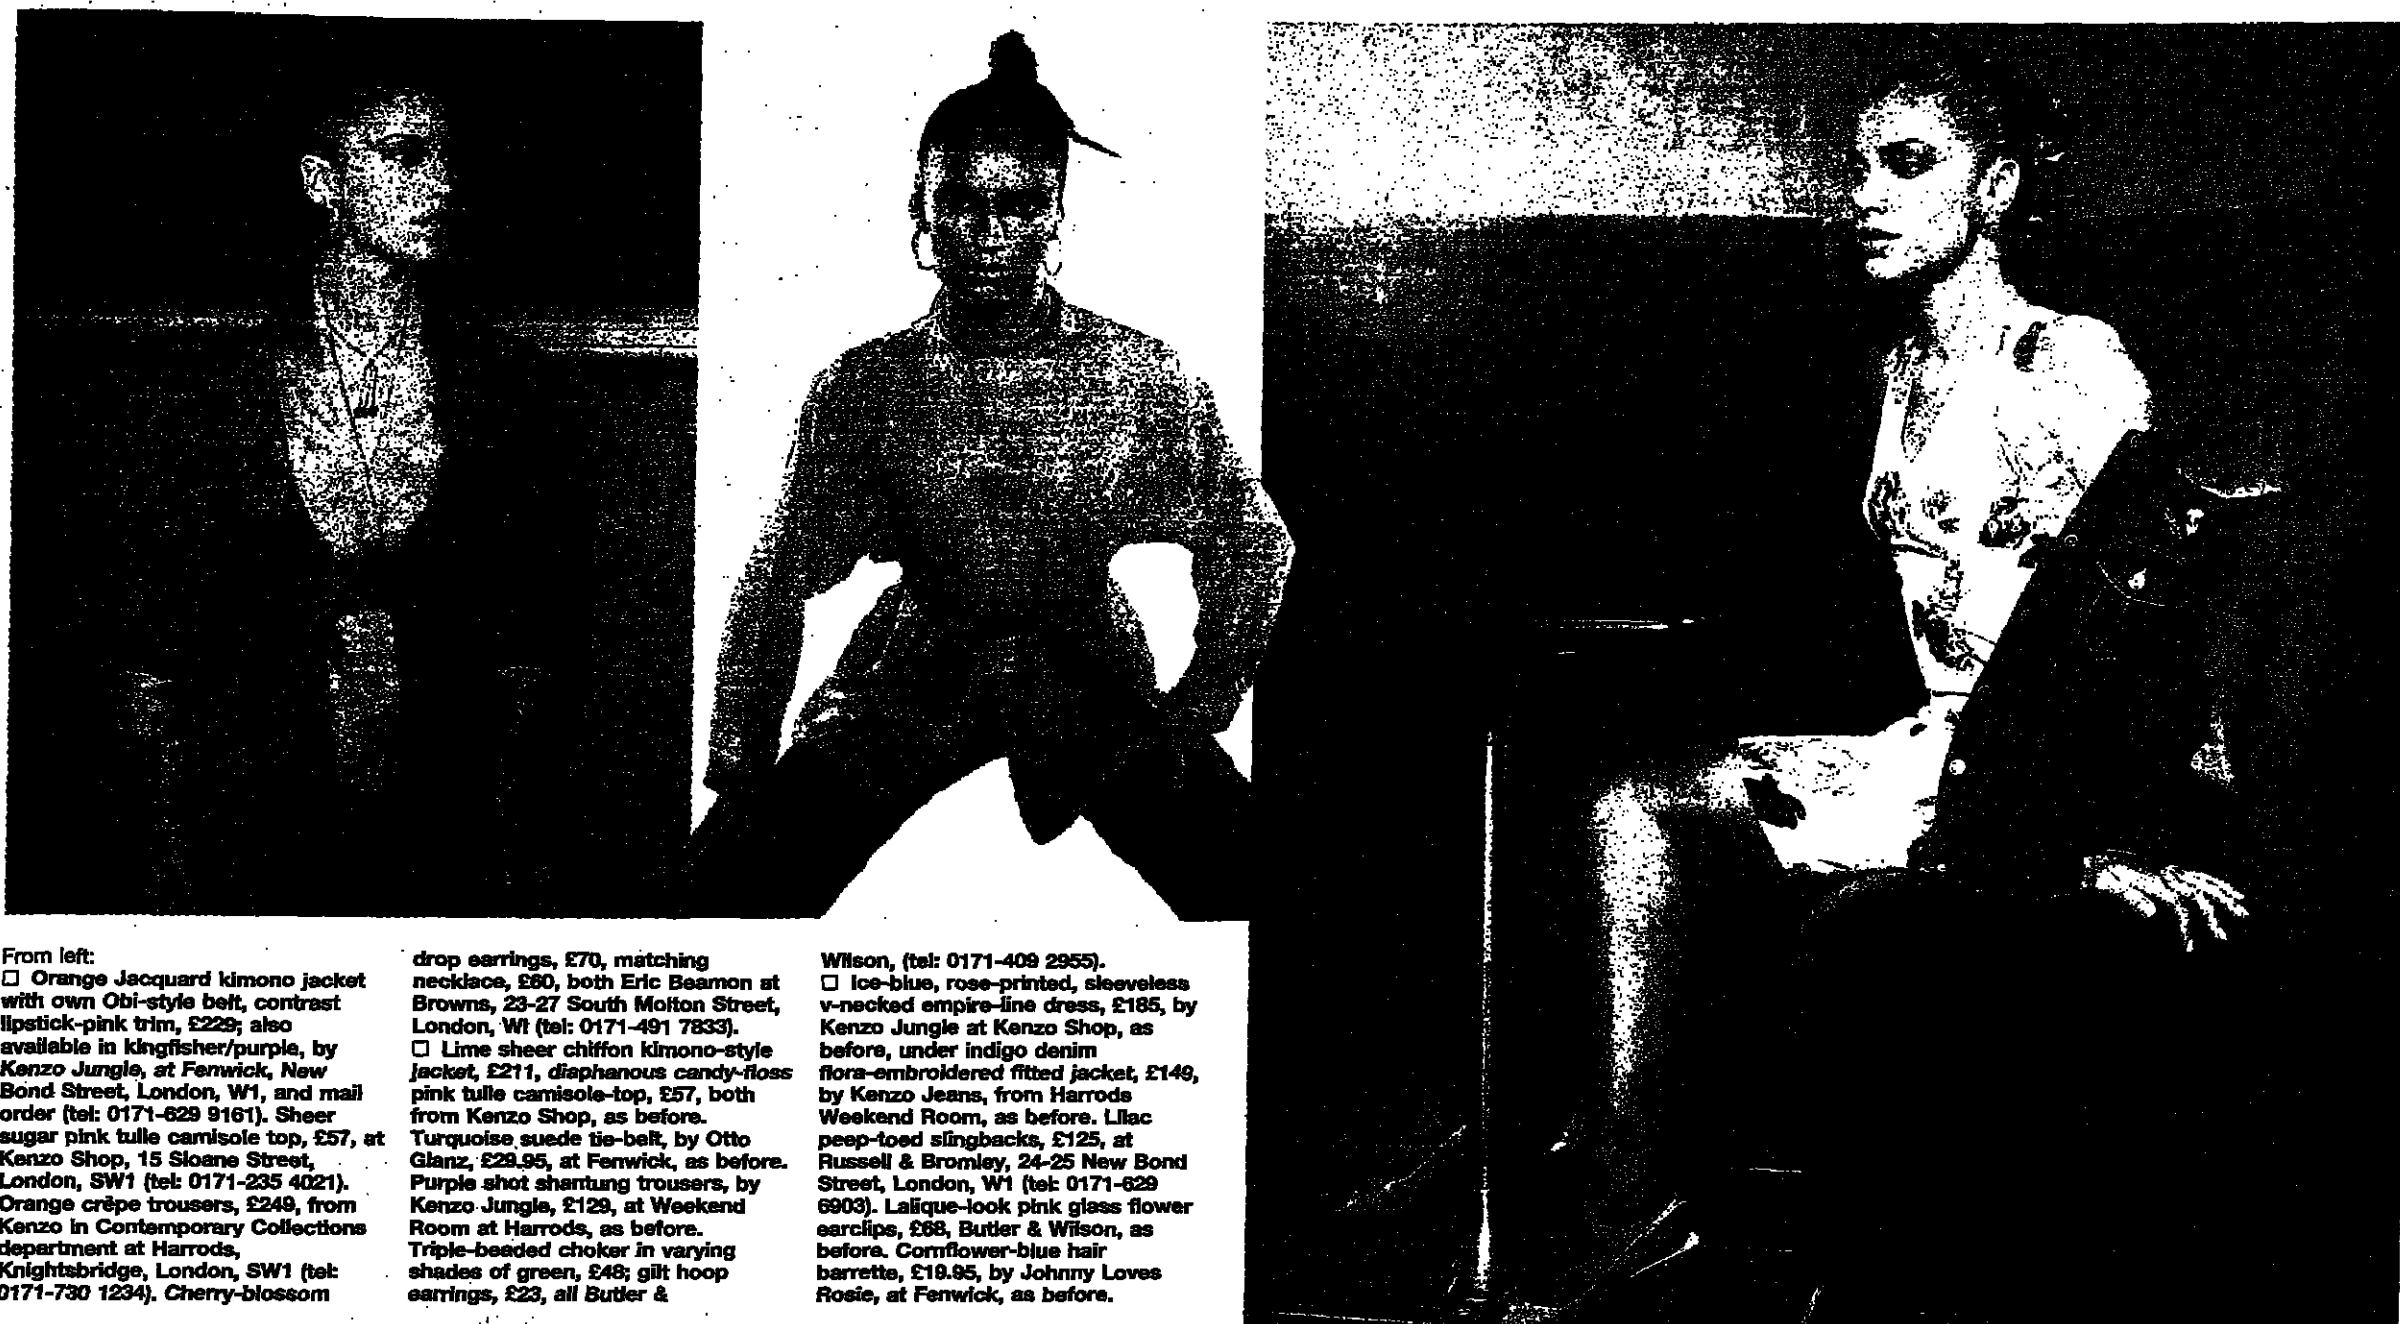 From left:
□ Orange Jacquard kimono jacket
with own Obi-style belt, contrast
lipstick-pink trim, £229; also
available in kingfisher/purple, by
Kenzo Jungle, at Fenwick, New
Bond Street, London, W1, and mail
order (tel: 0171-629 9161). Sheer
sugar pink tulle camisole top, £57, at
Kenzo Shop, 15 Sloane Street,
London, SW1 (tel: 0171-235 4021).
Orange crêpe trousers, £249, from
Kenzo in Contemporary Collections
department at Harrods,
Knightsbridge, London, SW1 (tel:
0171-730 1234). Cherry-blossom
drop earrings, £70, matching
necklace, £60, both Eric Beamon at
Browns, 23-27 South Molton Street,
London, W1 (tel: 0171-491 7833).
□ Lime sheer chiffon kimono-style
jacket, £211, diaphanous candy-floss
pink tulle camisole-top, £57, both
from Kenzo Shop, as before.
Turquoise suede tie-belt, by Otto
Glanz, £29.95, at Fenwick, as before.
Purple shot shantung trousers, by
Kenzo Jungle, £129, at Weekend
Room at Harrods, as before.
Triple-beaded choker in varying
shades of green, £48; gilt hoop
earrings, £23, all Butler &
Wilson, (tel: 0171-409 2955).
□ Ice-blue, rose-printed, sleeveless
v-necked empire-line dress, £185, by
Kenzo Jungle at Kenzo Shop, as
before, under indigo denim
flora-embroidered fitted jacket, £149,
by Kenzo Jeans, from Harrods
Weekend Room, as before. Lilac
peep-toed slingbacks, £125, at
Russell & Bromley, 24-25 New Bond
Street, London, W1 (tel: 0171-629
6903). Lalique-look pink glass flower
earclips, £68, Butler & Wilson, as
before. Cornflower-blue hair
barrette, £19.95, by Johnny Loves
Rosie, at Fenwick, as before.